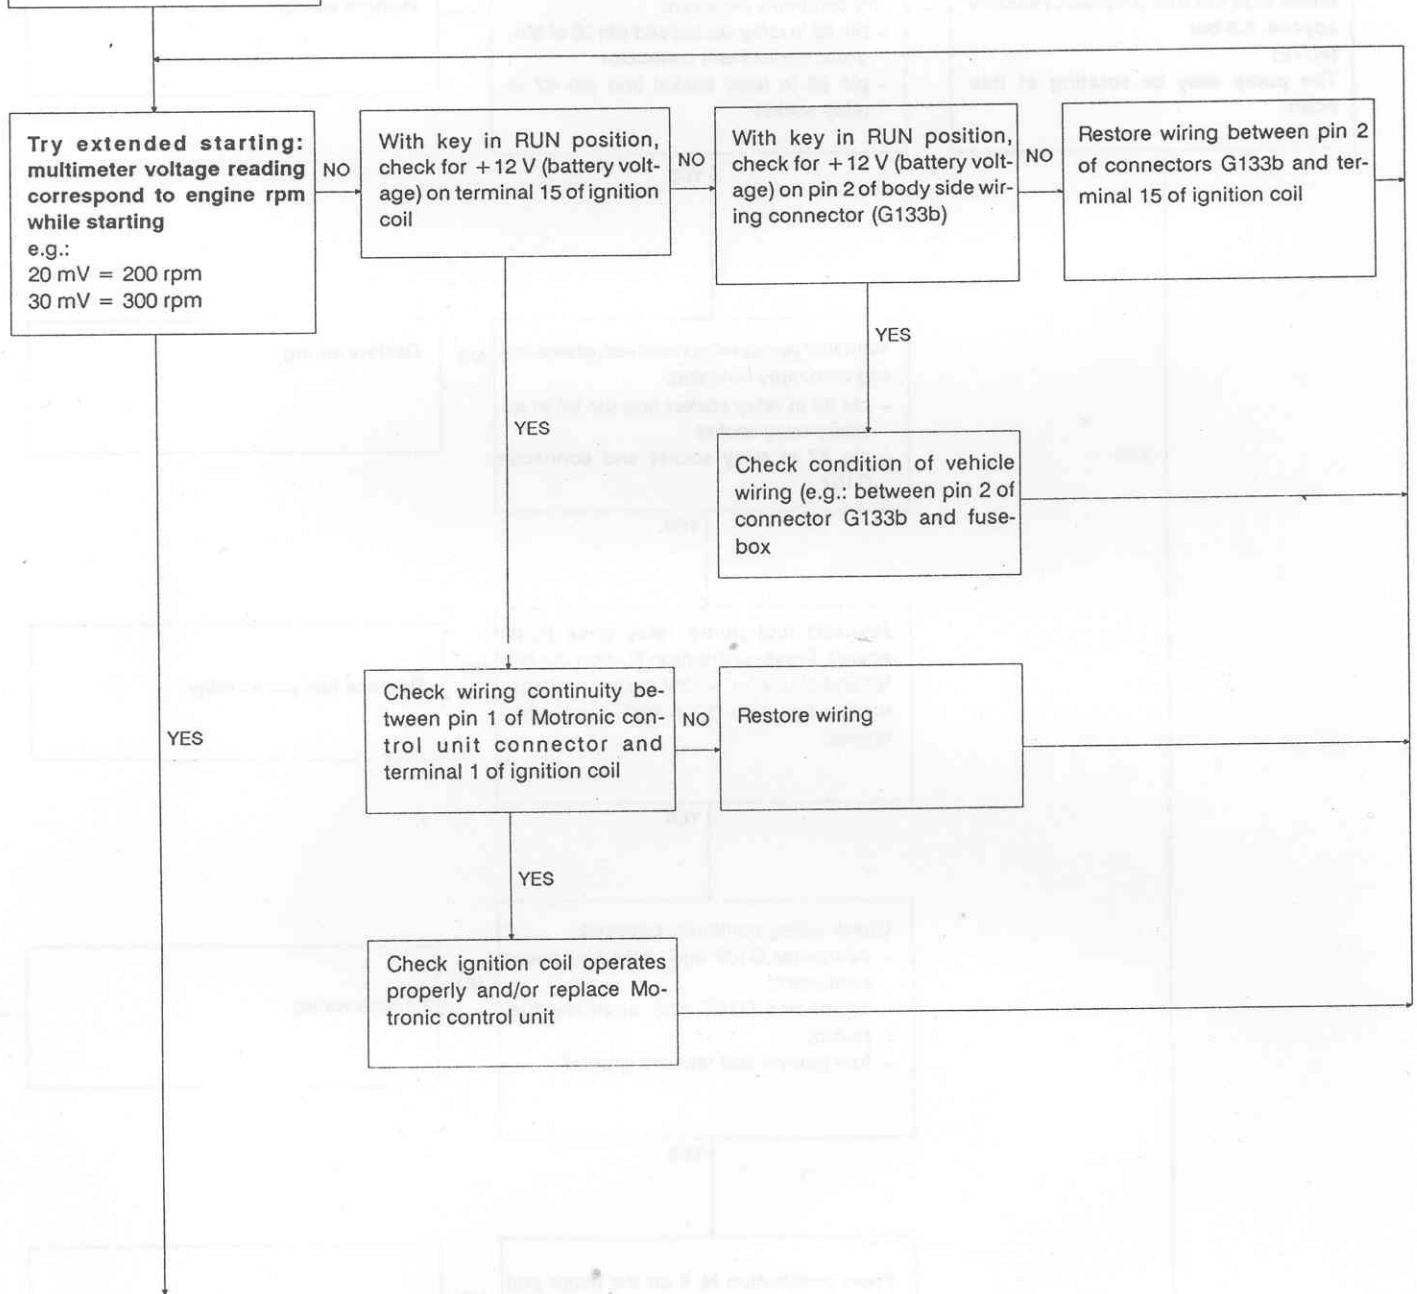 Try extended starting:
multimeter voltage reading
correspond to engine rpm
while starting
e.g.:
20 mV = 200 rpm
30 mV = 300 rpm
NO
With key in RUN position,
check for +12 V (battery volt-
age) on terminal 15 of ignition
coil
NO
With key in RUN position,
check for +12 V (battery volt-
age) on pin 2 of body side wir-
ing connector (G133b)
NO
Restore wiring between pin 2
of connectors G133b and ter-
minal 15 of ignition coil
YES
YES
Check condition of vehicle
wiring (e.g.: between pin 2 of
connector G133b and fuse-
box
YES
Check wiring continuity be-
tween pin 1 of Motronic con-
trol unit connector and
terminal 1 of ignition coil
NO
Restore wiring
YES
Check ignition coil operates
properly and/or replace Mo-
tronic control unit